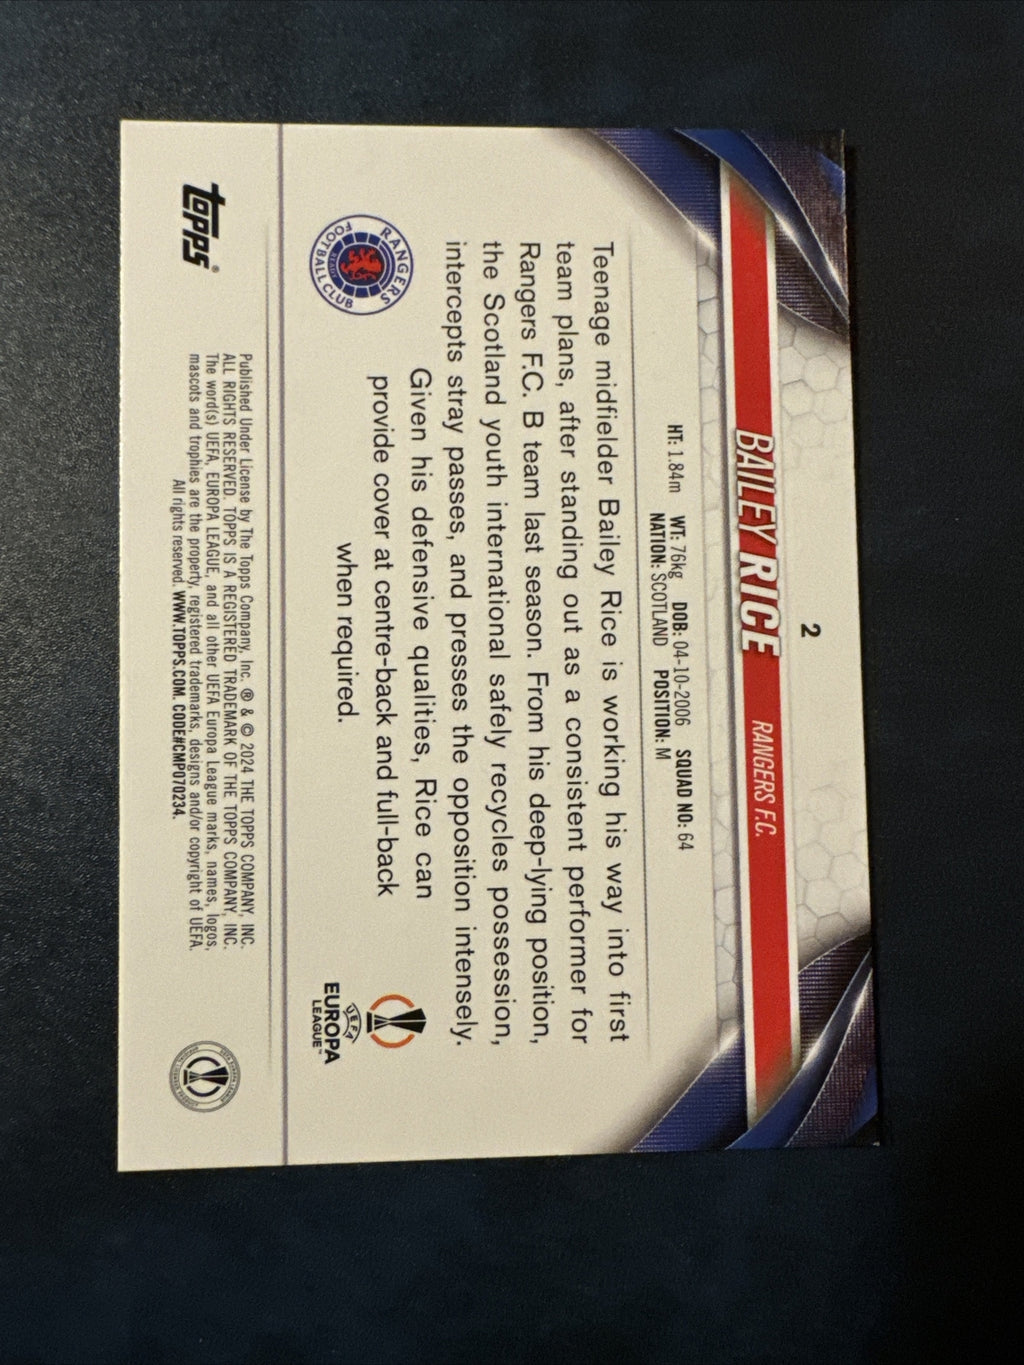 2
BAILEY RICE RANGERS F.C.
HT: 1.84m WT: 76kg DOB: 04-10-2006 SQUAD NO: 64
NATION: SCOTLAND POSITION: M
Teenage midfielder Bailey Rice is working his way into first
team plans, after standing out as a consistent performer for
Rangers F.C. B team last season. From his deep-lying position,
the Scotland youth international safely recycles possession,
intercepts stray passes, and presses the opposition intensely.
Given his defensive qualities, Rice can
provide cover at centre-back and full-back
when required.
RANGERS
FOOTBALL CLUB
READY
UEFA
EUROPA
LEAGUE™
topps®
Published Under License by The Topps Company, Inc. ® & © 2024 THE TOPPS COMPANY, INC.
ALL RIGHTS RESERVED. TOPPS IS A REGISTERED TRADEMARK OF THE TOPPS COMPANY, INC.
The word(s) UEFA, EUROPA LEAGUE, and all other UEFA Europa League marks, names, logos,
mascots and trophies are the property, registered trademarks, designs and/or copyright of UEFA.
All rights reserved. WWW.TOPPS.COM. CODE#CMP070234.